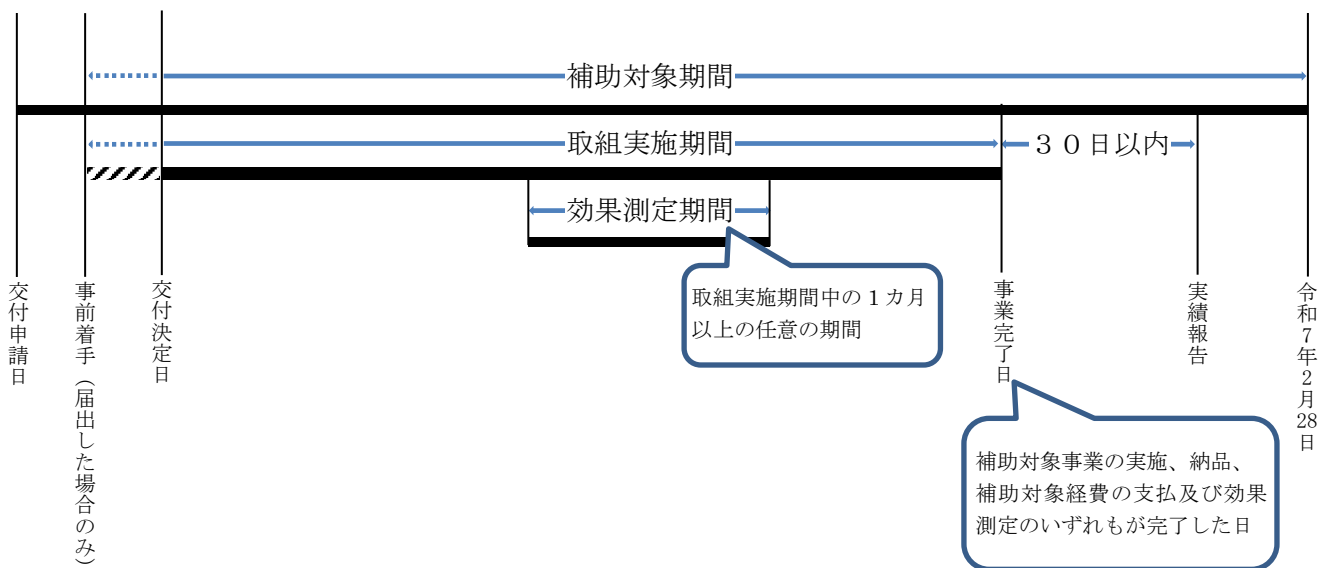 補助対象期間
取組実施期間
３０日以内
効果測定期間
取組実施期間中の１カ月
以上の任意の期間
交付申請日
事前着手（届出した場合のみ）
交付決定日
事業完了日
実績報告
令和７年２月28日
補助対象事業の実施、納品、
補助対象経費の支払及び効果
測定のいずれもが完了した日